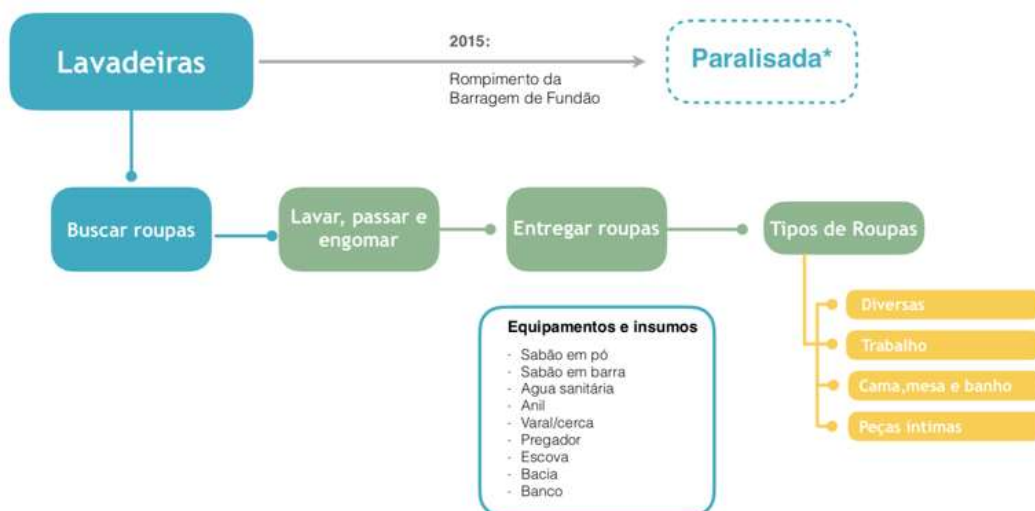 Lavadeiras
2015:
Rompimento da
Barragem de Fundão
Paralisada*
Buscar roupas
Lavar, passar e
engomar
Entregar roupas
Tipos de Roupas
Diversas
Trabalho
Cama,mesa e banho
Peças íntimas
Equipamentos e insumos
- Sabão em pó
- Sabão em barra
- Agua sanitária
- Anil
- Varal/cerca
- Pregador
- Escova
- Bacia
- Banco